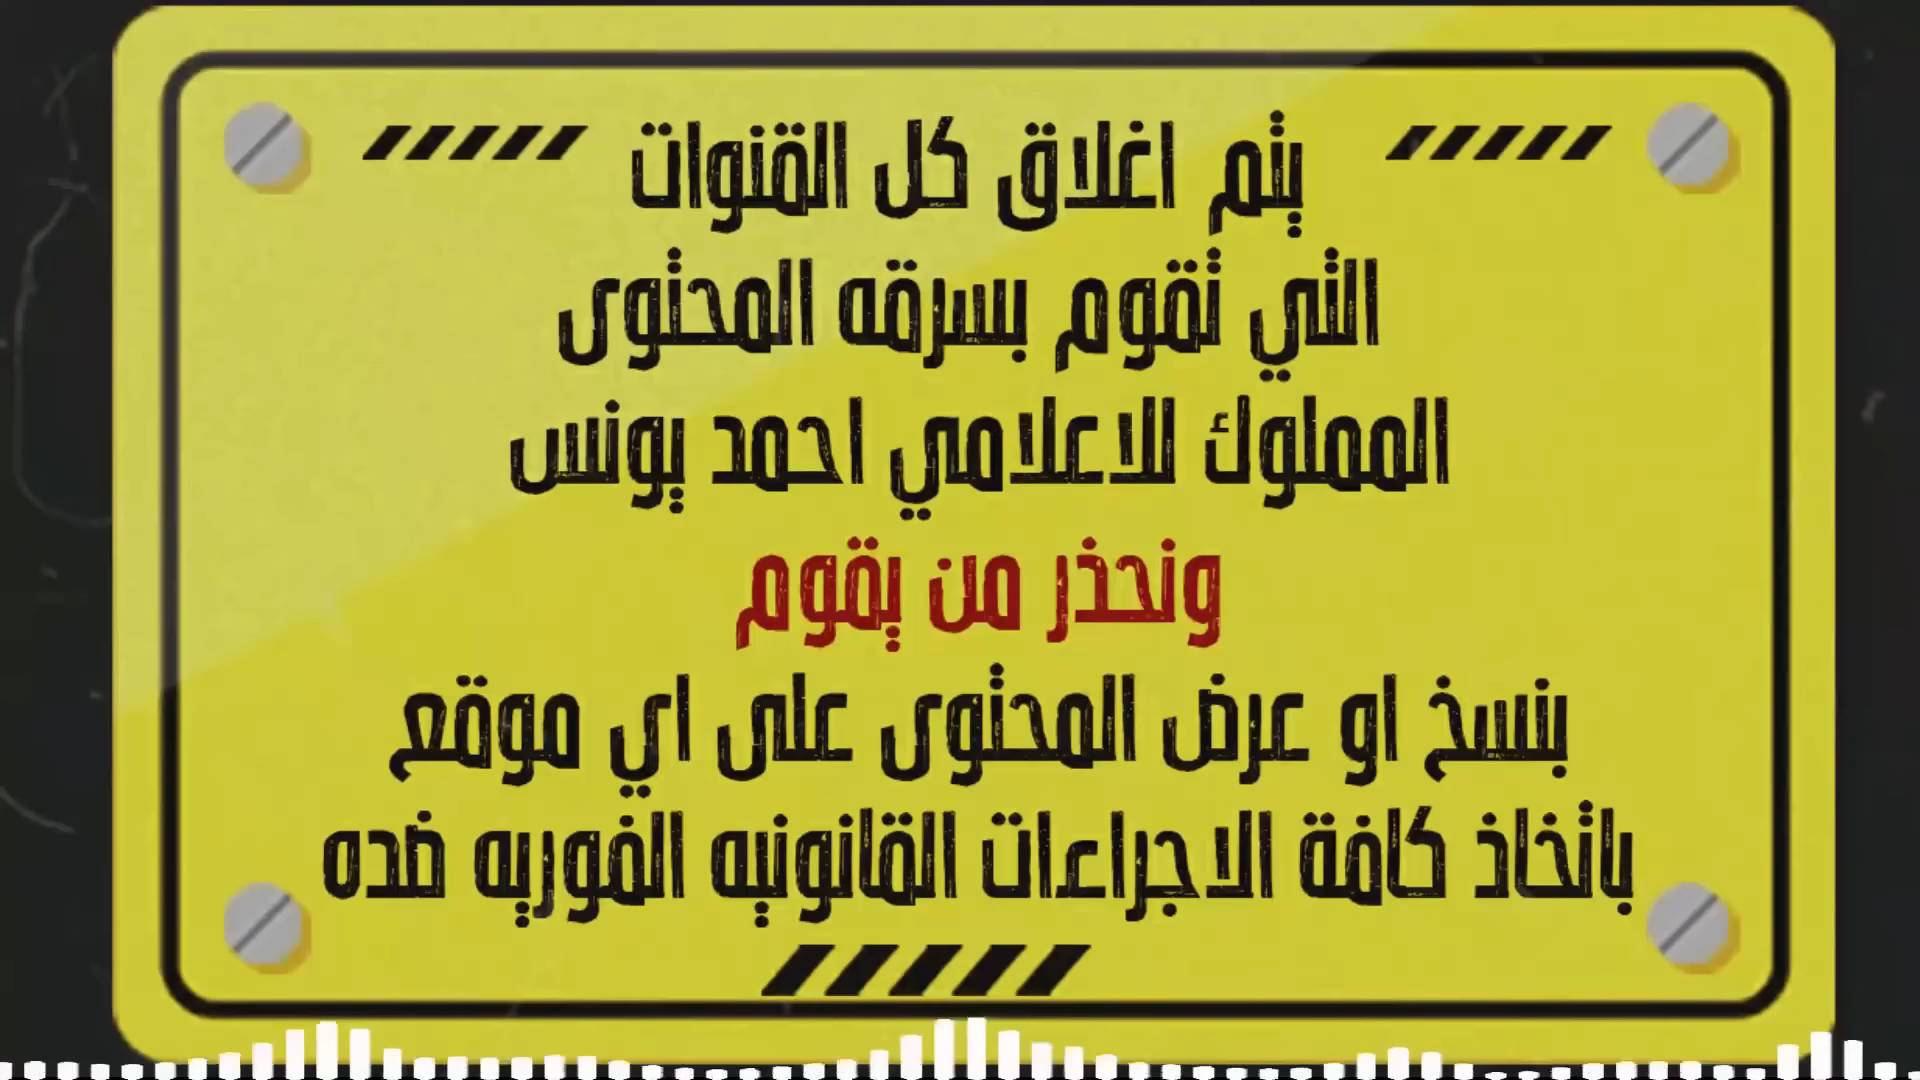 يتم اغلاق كل القنوات
التي تقوم بسرقه المحتوى
المملوك للاعلامي احمد يونس
ونحذر من يقوم
بنسخ او عرض المحتوى على اي موقع
باتخاذ كافة الاجراءات القانونيه الفوريه ضده